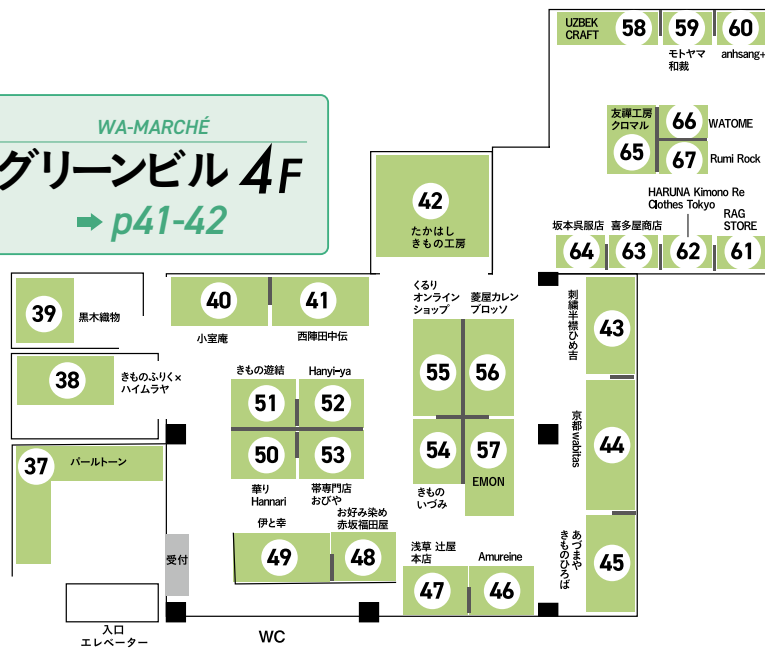 WA-MARCHÉ
グリーンビル 4F
p41-42
UZBEK
CRAFT
58
59
モトヤマ
和裁
60
anhsang+
友禅工房
クロマル
65
66
WATOME
67
Rumi Rock
HARUNA Kimono Re
Clothes Tokyo
RAG
STORE
坂本呉服店
喜多屋商店
64
63
62
61
42
たかはし
きもの工房
39
黒木織物
40
小室庵
41
西陣田中伝
くるり
オンライン
ショップ
菱屋カレン
ブロッソ
刺繍半襟ひめ吉
43
38
きものふりく×
ハイムラヤ
きもの遊結
Hanyi-ya
51
52
55
56
50
53
54
57
華り
Hannari
帯専門店
おびや
きもの
いづみ
EMON
京都wabitas
44
37
パールトーン
伊と幸
お好み染め
赤坂福田屋
49
48
浅草 辻屋
本店
Amureine
47
46
あづまや
きものひろば
45
受付
入口
エレベーター
WC